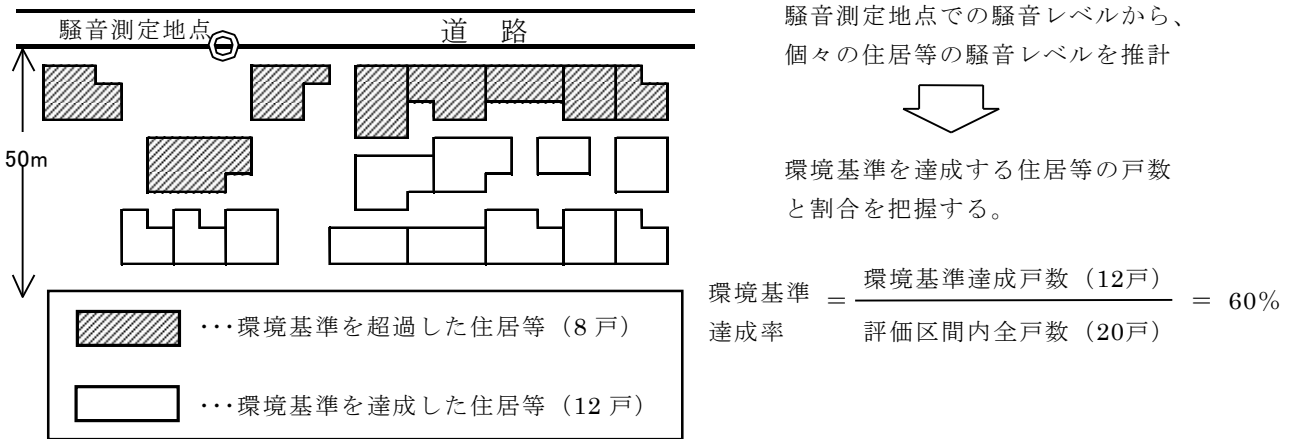 騒音測定地点
道　路
50m
･･･環境基準を超過した住居等（8 戸）
･･･環境基準を達成した住居等（12 戸）
騒音測定地点での騒音レベルから、
個々の住居等の騒音レベルを推計
環境基準を達成する住居等の戸数
と割合を把握する。
環境基準
達成率
=
環境基準達成戸数（12戸）
評価区間内全戸数（20戸）
= 60%